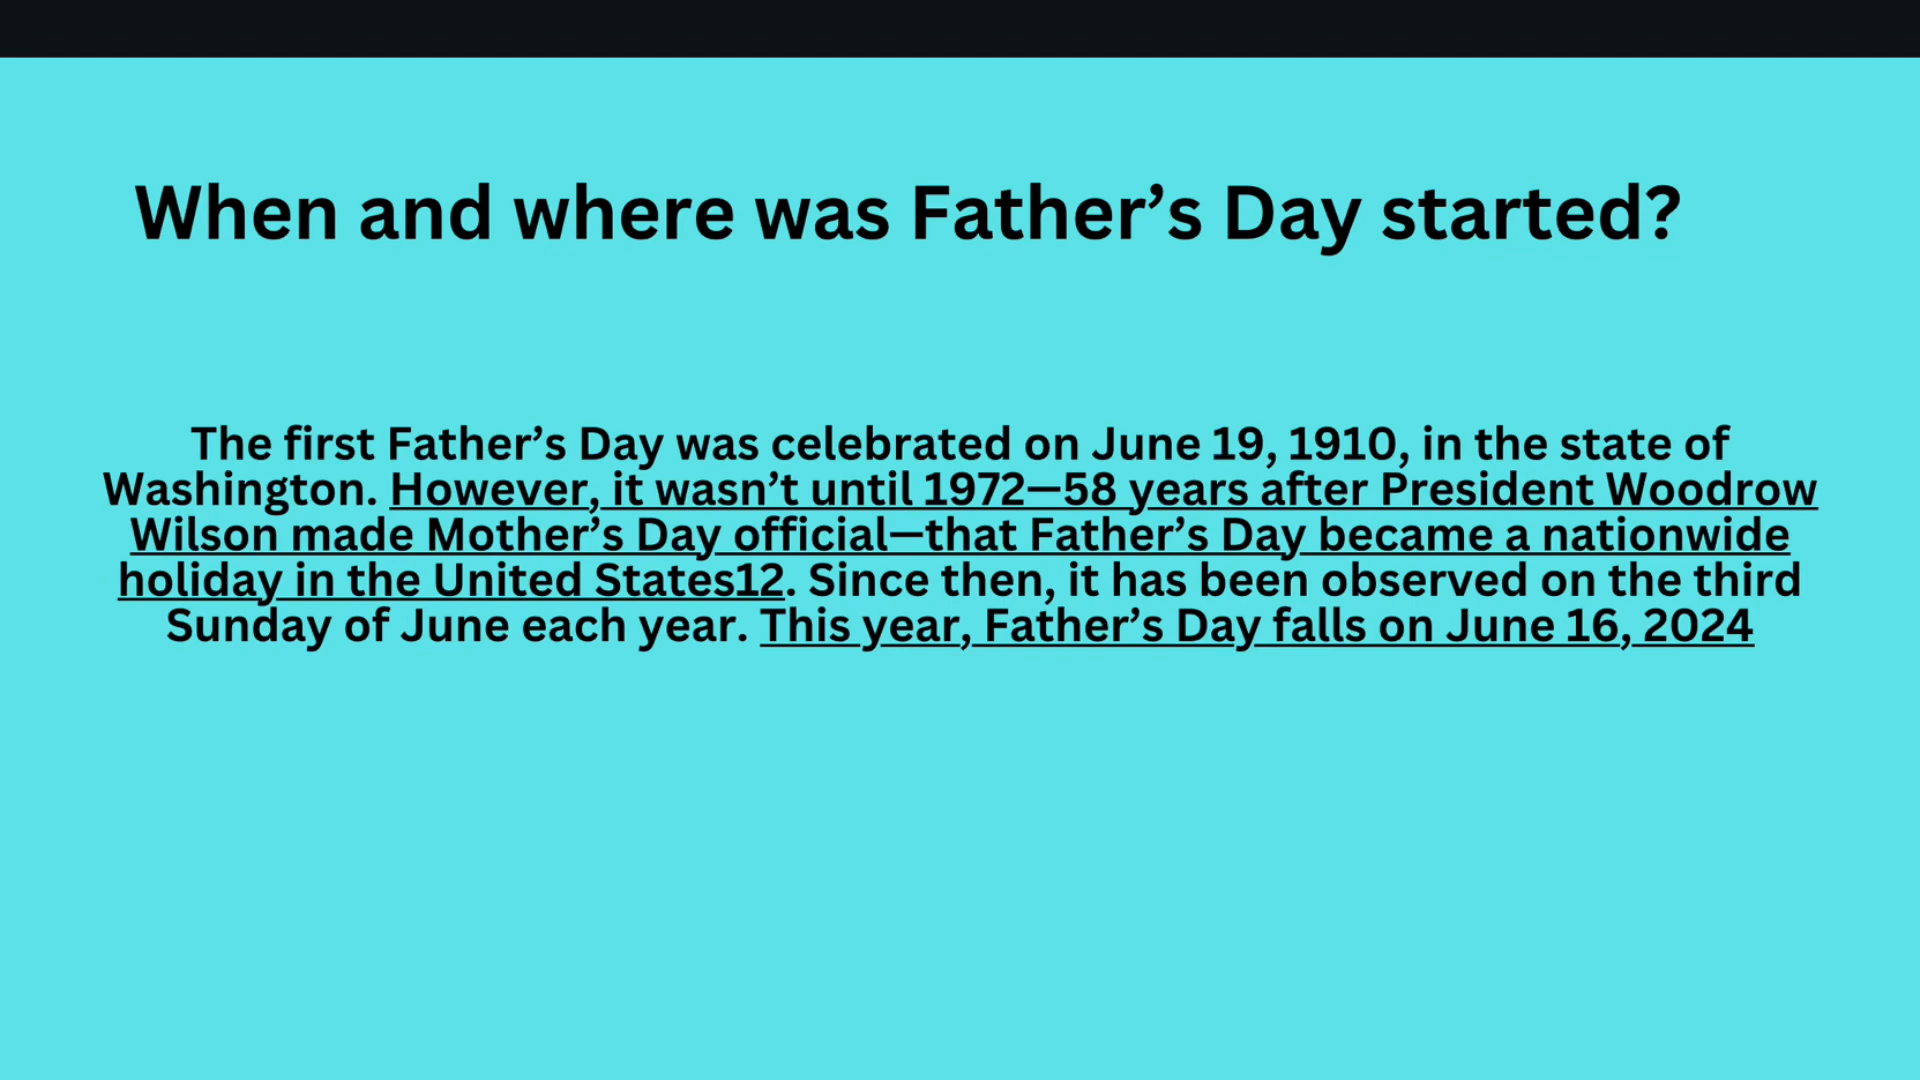 When and where was Father’s Day started?
The first Father’s Day was celebrated on June 19, 1910, in the state of
Washington. However, it wasn’t until 1972—58 years after President Woodrow
Wilson made Mother’s Day official—that Father’s Day became a nationwide
holiday in the United States12. Since then, it has been observed on the third
Sunday of June each year. This year, Father’s Day falls on June 16, 2024